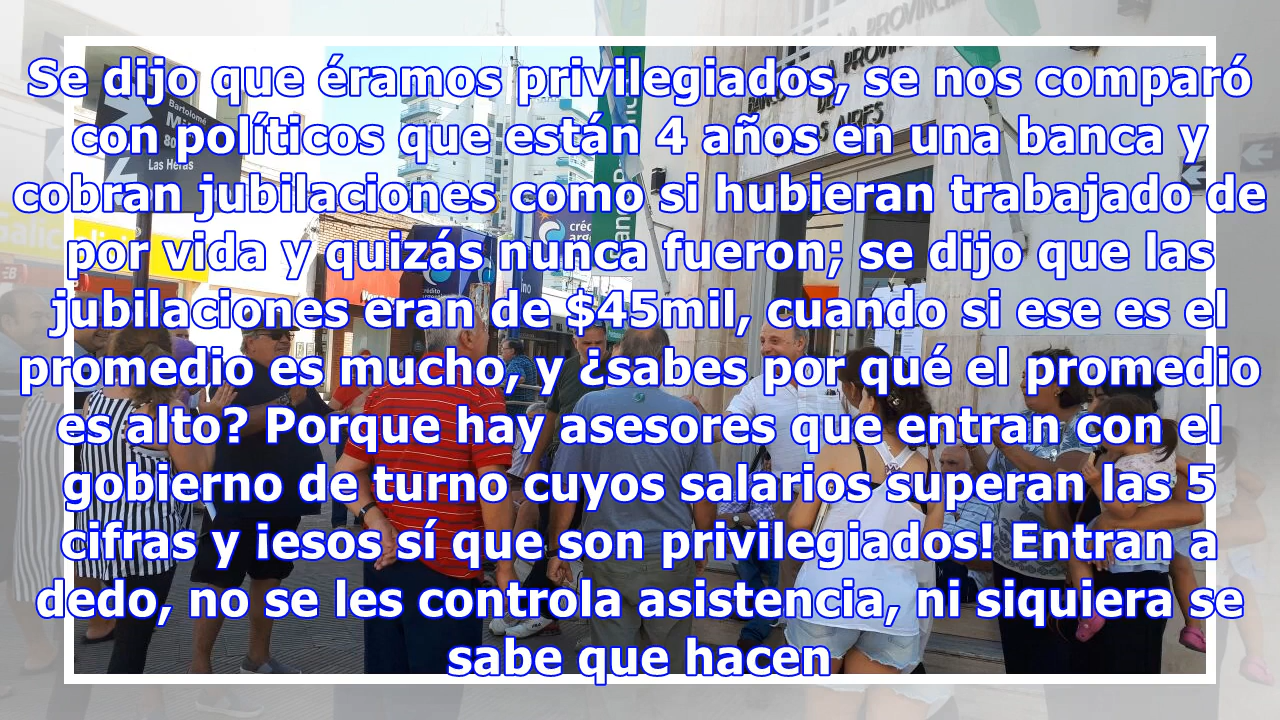 Se dijo que éramos privilegiados, se nos comparó
con políticos que están 4 años en una banca y
cobran jubilaciones como si hubieran trabajado de
por vida y quizás nunca fueron; se dijo que las
jubilaciones eran de $45mil, cuando si ese es el
promedio es mucho, y ¿sabes por qué el promedio
es alto? Porque hay asesores que entran con el
gobierno de turno cuyos salarios superan las 5
cifras y ¡esos sí que son privilegiados! Entran a
dedo, no se les controla asistencia, ni siquiera se
sabe que hacen
Bartolomé
Las Heras